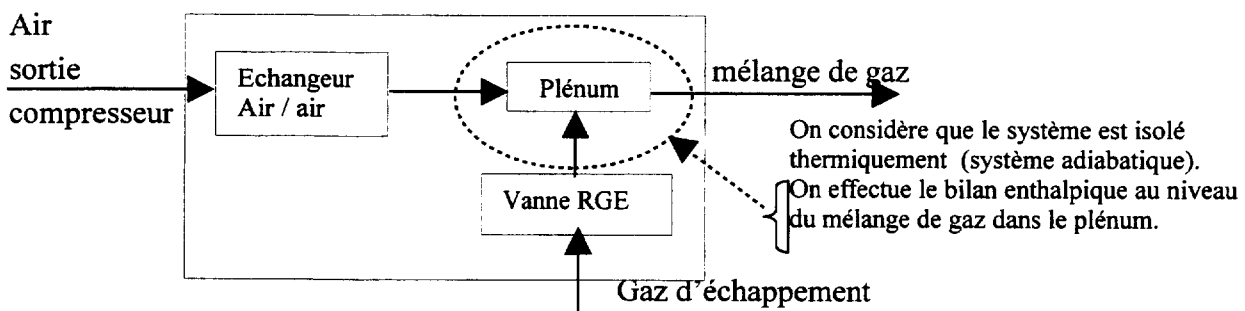 Air
sortie
compresseur
Echangeur
Air / air
Plénum
mélange de gaz
On considère que le système est isolé
thermiquement (système adiabatique).
On effectue le bilan enthalpique au niveau
du mélange de gaz dans le plénum.
Vanne RGE
Gaz d'échappement